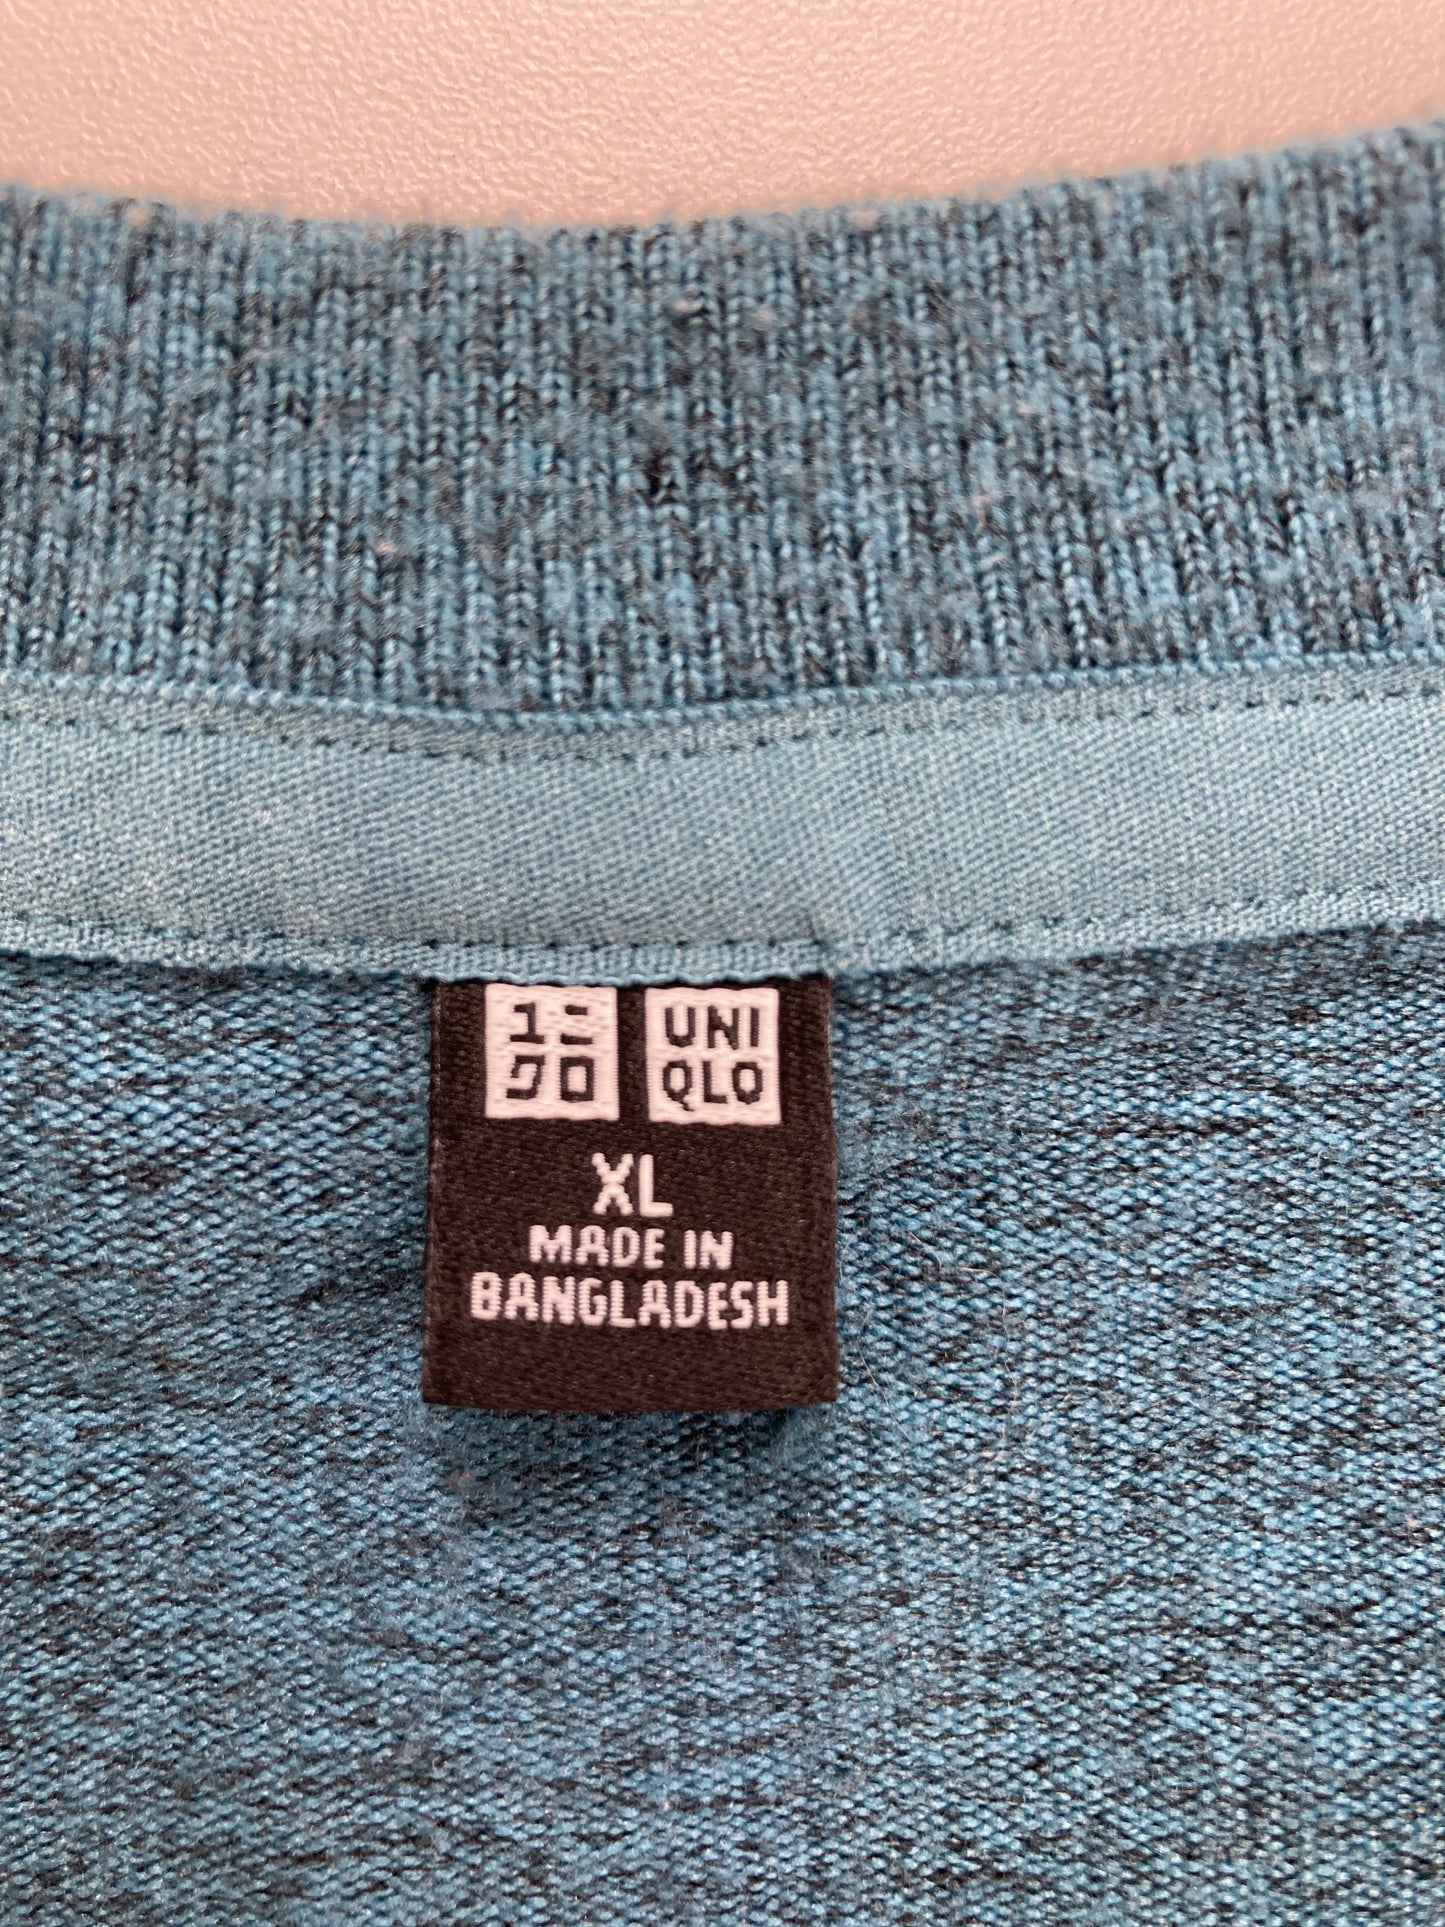 ユニ UNI
クロ QLO
XL
MADE IN
BANGLADESH